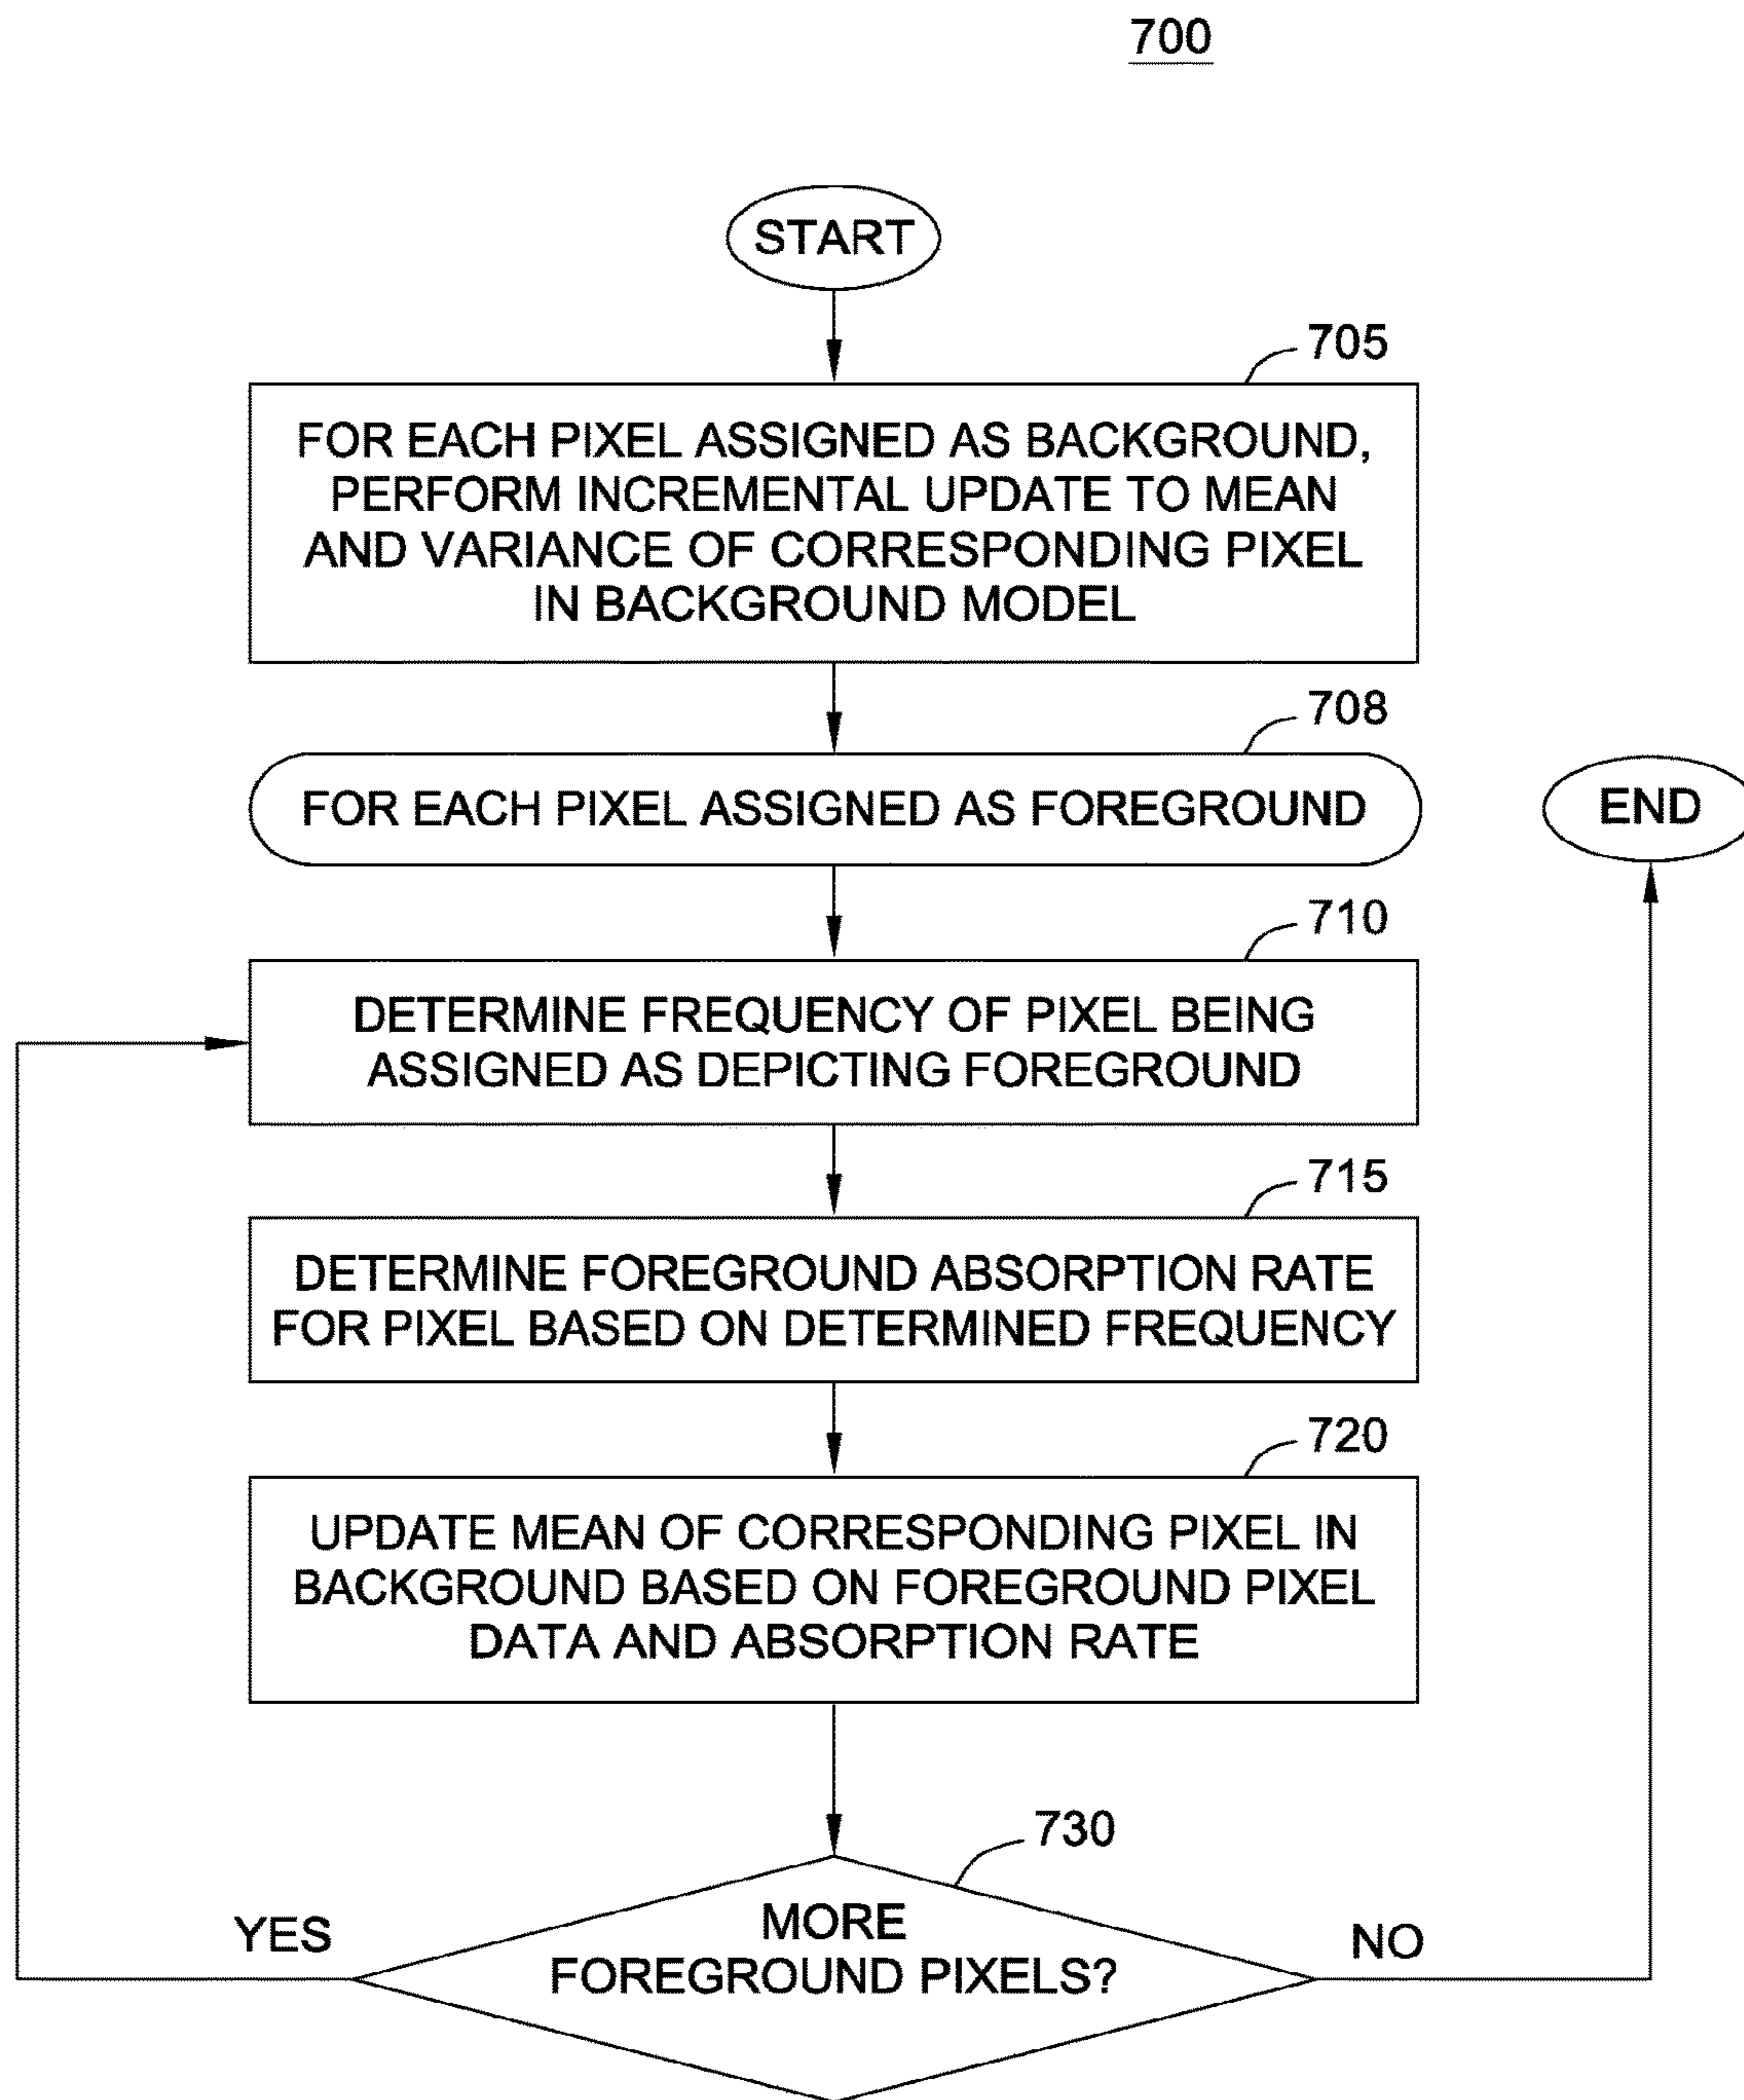 700
START
705
FOR EACH PIXEL ASSIGNED AS BACKGROUND,
PERFORM INCREMENTAL UPDATE TO MEAN
AND VARIANCE OF CORRESPONDING PIXEL
IN BACKGROUND MODEL
708
FOR EACH PIXEL ASSIGNED AS FOREGROUND
END
710
DETERMINE FREQUENCY OF PIXEL BEING
ASSIGNED AS DEPICTING FOREGROUND
715
DETERMINE FOREGROUND ABSORPTION RATE
FOR PIXEL BASED ON DETERMINED FREQUENCY
720
UPDATE MEAN OF CORRESPONDING PIXEL IN
BACKGROUND BASED ON FOREGROUND PIXEL
DATA AND ABSORPTION RATE
730
YES
MORE
FOREGROUND PIXELS?
NO